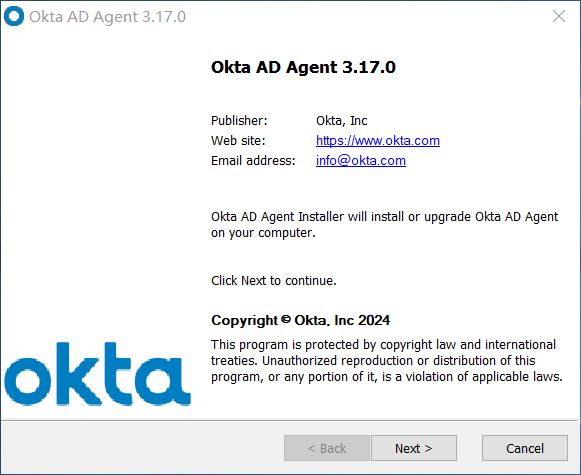 Okta AD Agent 3.17.0
Okta AD Agent 3.17.0
Publisher: Okta, Inc
Web site: https://www.okta.com
Email address: info@okta.com
Okta AD Agent Installer will install or upgrade Okta AD Agent
on your computer.
Click Next to continue.
Copyright © Okta, Inc 2024
This program is protected by copyright law and international
treaties. Unauthorized reproduction or distribution of this
program, or any portion of it, is a violation of applicable laws.
okta
< Back Next > Cancel